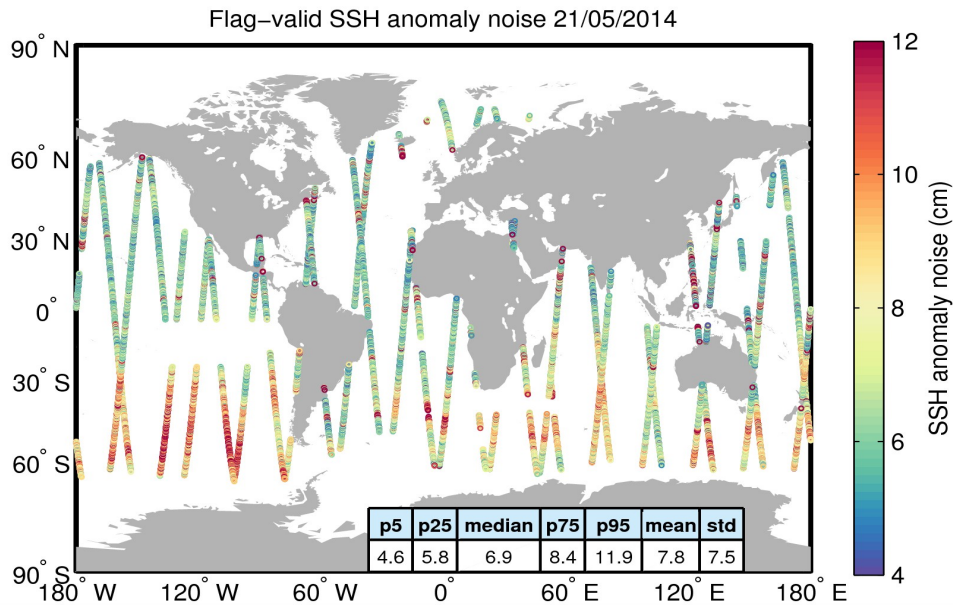 Flag−valid SSH anomaly noise 21/05/2014
90° N
60° N
30° N
0°
30° S
60° S
90° S
180° W
120° W
60° W
0°
60° E
120° E
180° E
p5 p25 median p75 p95 mean std
4.6 5.8 6.9 8.4 11.9 7.8 7.5
12
10
8
6
4
SSH anomaly noise (cm)